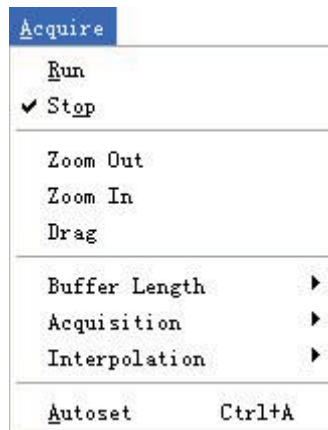 Acquire
Run
Stop
Zoom Out
Zoom In
Drag
Buffer Length
Acquisition
Interpolation
Autoset Ctrl+A